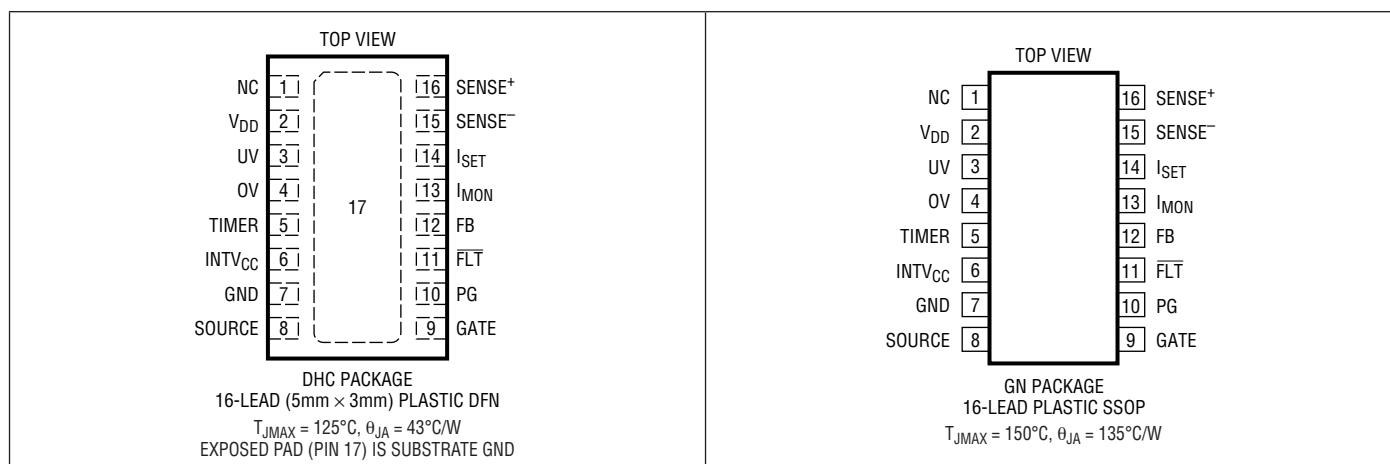 TOP VIEW
NC 1 16 SENSE+
VDD 2 15 SENSE−
UV 3 14 ISET
OV 4 17 13 IMON
TIMER 5 12 FB
INTVCC 6 11 FLT
GND 7 10 PG
SOURCE 8 9 GATE
DHC PACKAGE
16-LEAD (5mm × 3mm) PLASTIC DFN
TJMAX = 125°C, θJA = 43°C/W
EXPOSED PAD (PIN 17) IS SUBSTRATE GND
TOP VIEW
NC 1 16 SENSE+
VDD 2 15 SENSE−
UV 3 14 ISET
OV 4 13 IMON
TIMER 5 12 FB
INTVCC 6 11 FLT
GND 7 10 PG
SOURCE 8 9 GATE
GN PACKAGE
16-LEAD PLASTIC SSOP
TJMAX = 150°C, θJA = 135°C/W